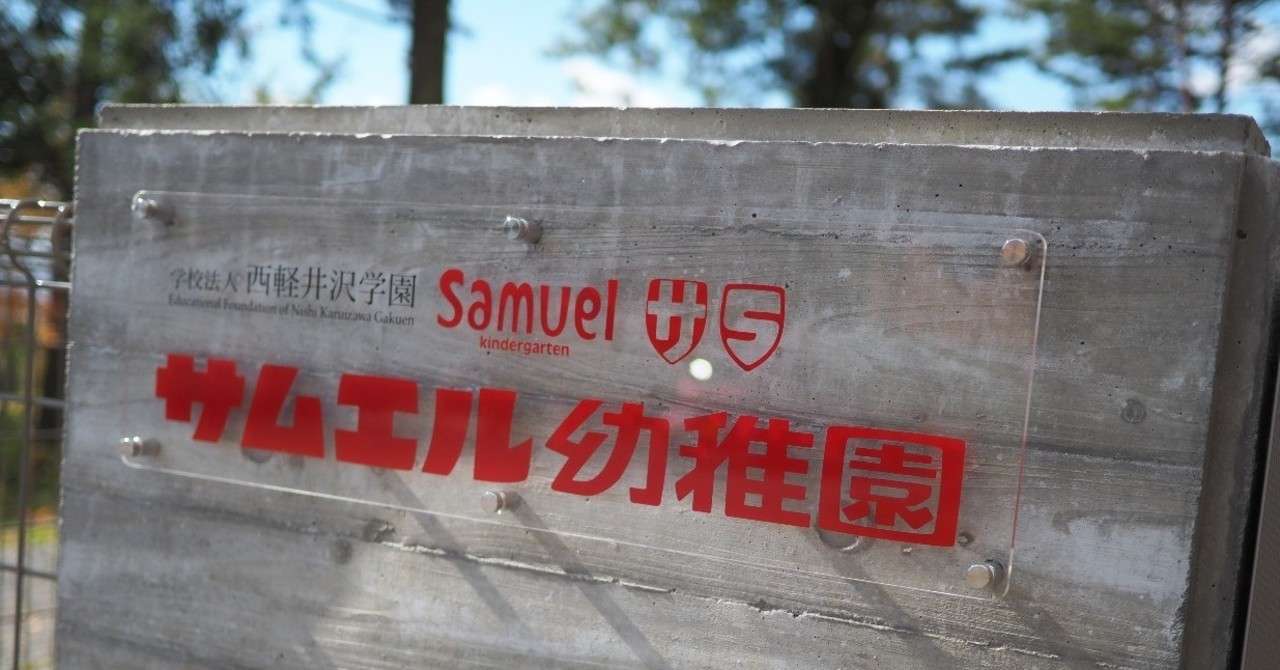 学校法人 西軽井沢学園
Educational Foundation of Nishi Karuizawa Gakuen
Samuel
kindergarten
サ S
サムエル幼稚園